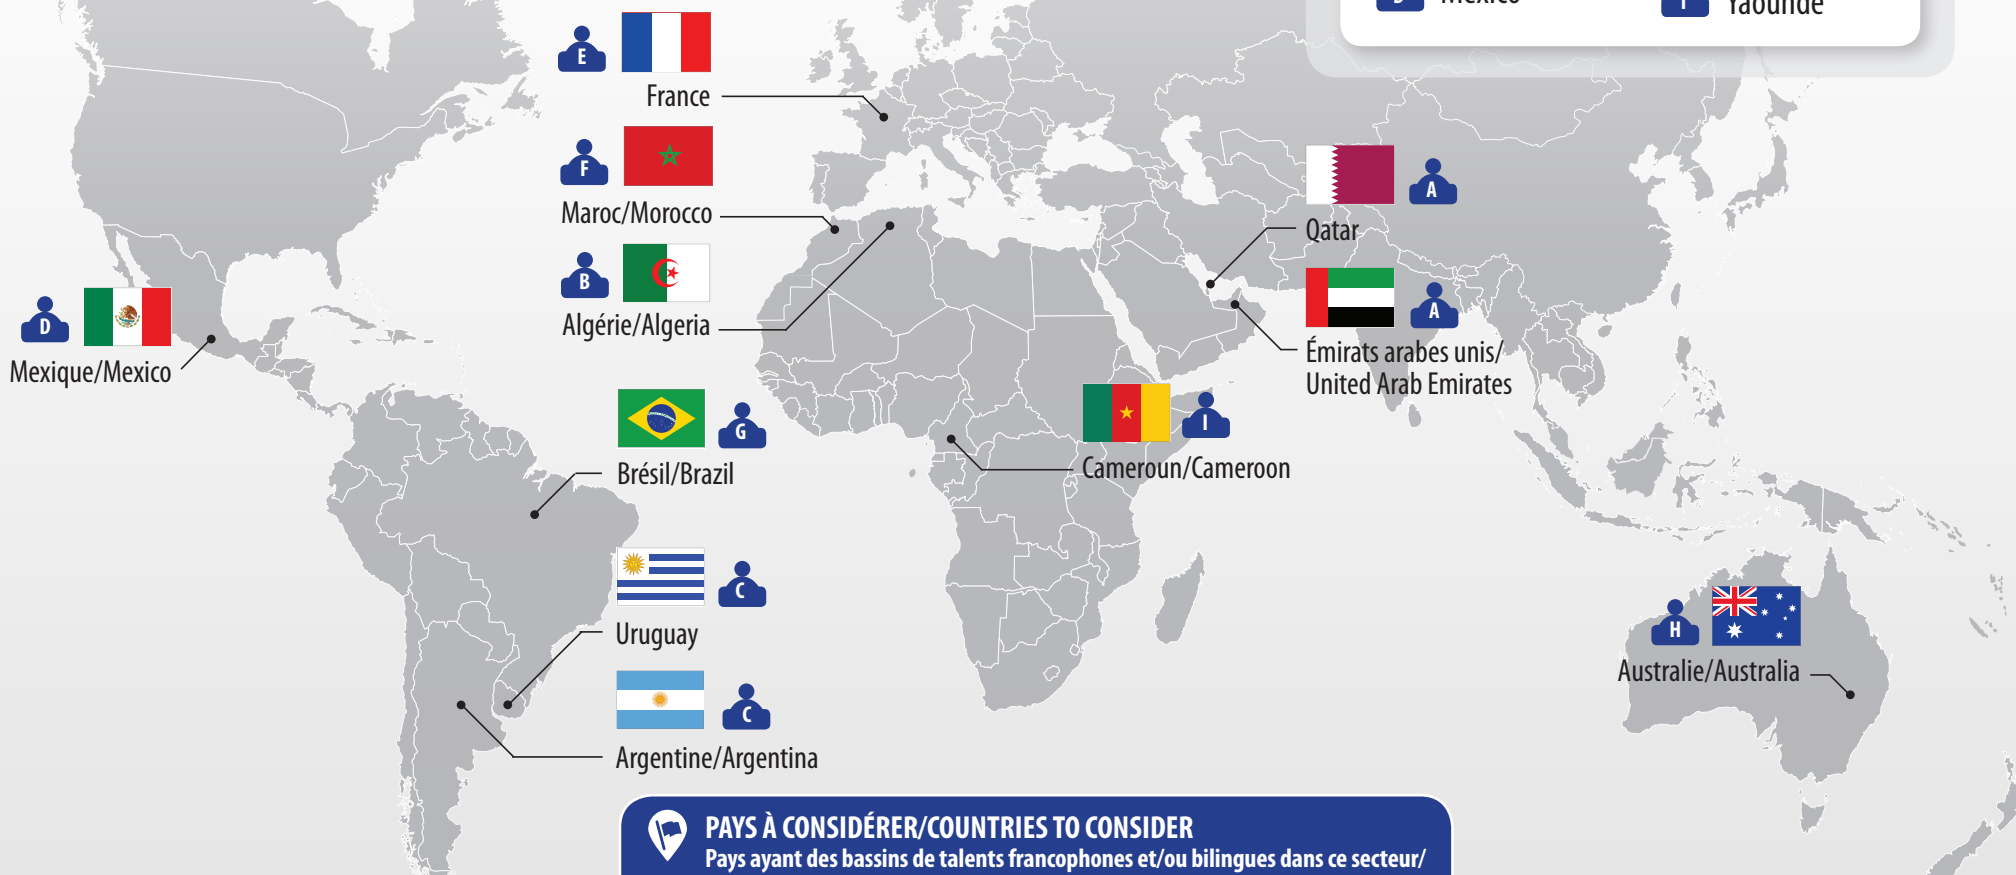 D Mexico
I Yaoundé
E
France
F
Maroc/Morocco
B
Algérie/Algeria
D
Mexique/Mexico
G
Brésil/Brazil
C
Uruguay
C
Argentine/Argentina
A
Qatar
A
Émirats arabes unis/
United Arab Emirates
I
Cameroun/Cameroon
H
Australie/Australia
PAYS À CONSIDÉRER/COUNTRIES TO CONSIDER
Pays ayant des bassins de talents francophones et/ou bilingues dans ce secteur/